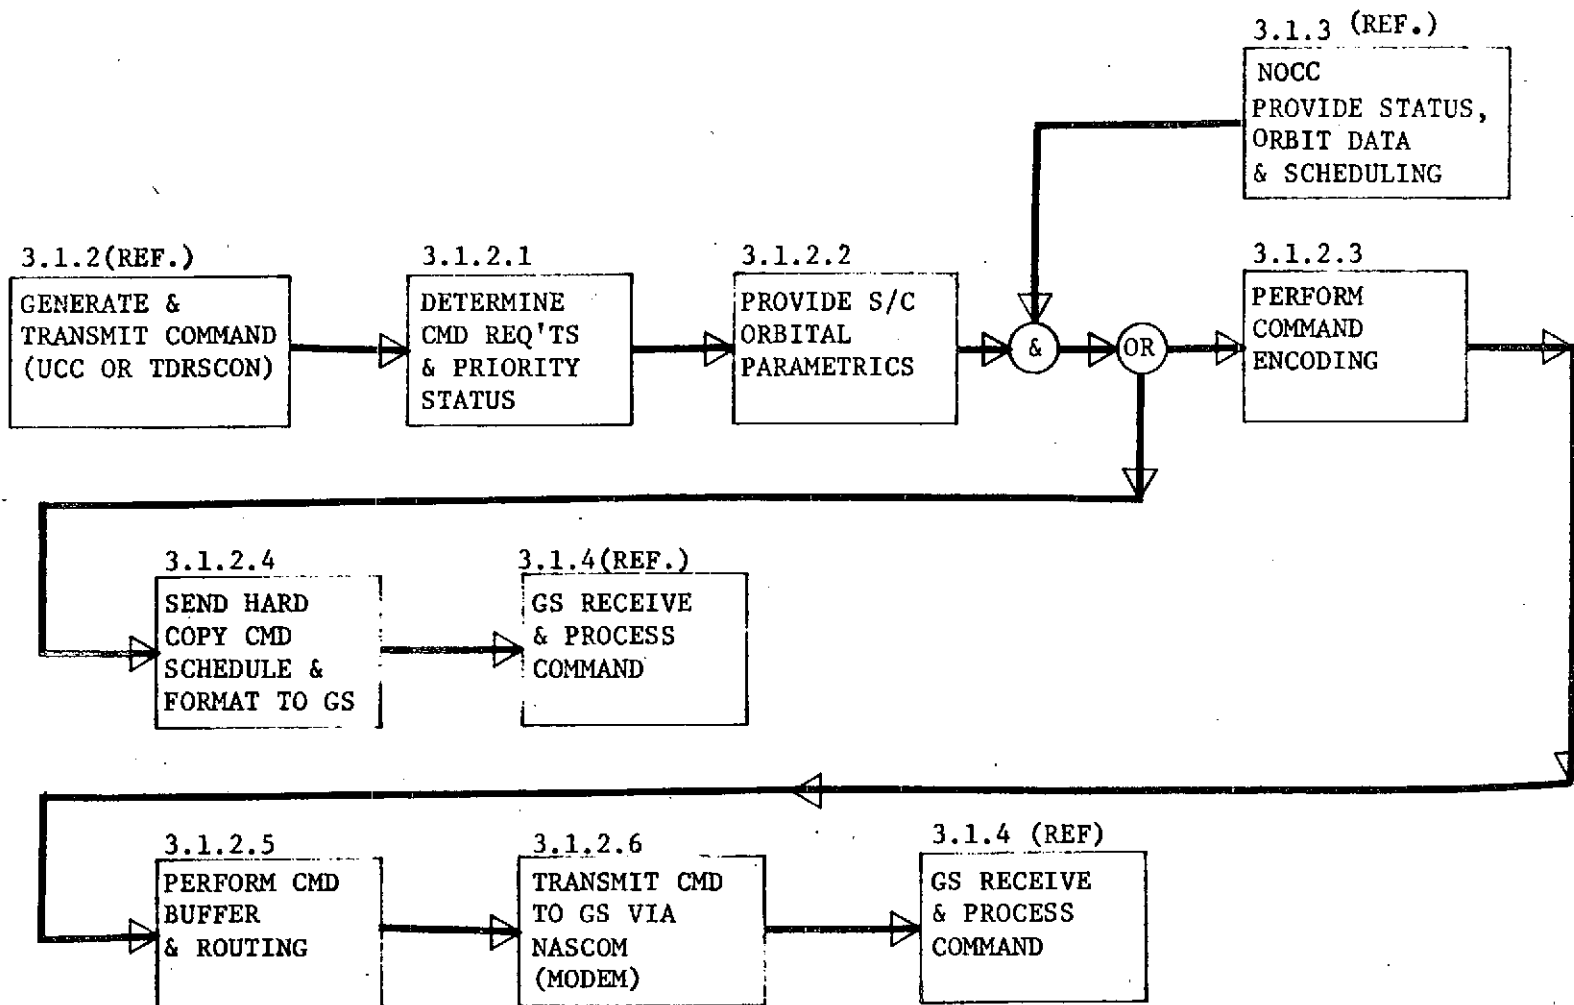 3.1.3 (REF.)
NOCC
PROVIDE STATUS,
ORBIT DATA
& SCHEDULING
3.1.2(REF.)
GENERATE &
TRANSMIT COMMAND
(UCC OR TDRSCON)
3.1.2.1
DETERMINE
CMD REQ'TS
& PRIORITY
STATUS
3.1.2.2
PROVIDE S/C
ORBITAL
PARAMETRICS
&
OR
3.1.2.3
PERFORM
COMMAND
ENCODING
3.1.2.4
SEND HARD
COPY CMD
SCHEDULE &
FORMAT TO GS
3.1.4(REF.)
GS RECEIVE
& PROCESS
COMMAND
3.1.2.5
PERFORM CMD
BUFFER
& ROUTING
3.1.2.6
TRANSMIT CMD
TO GS VIA
NASCOM
(MODEM)
3.1.4 (REF)
GS RECEIVE
& PROCESS
COMMAND